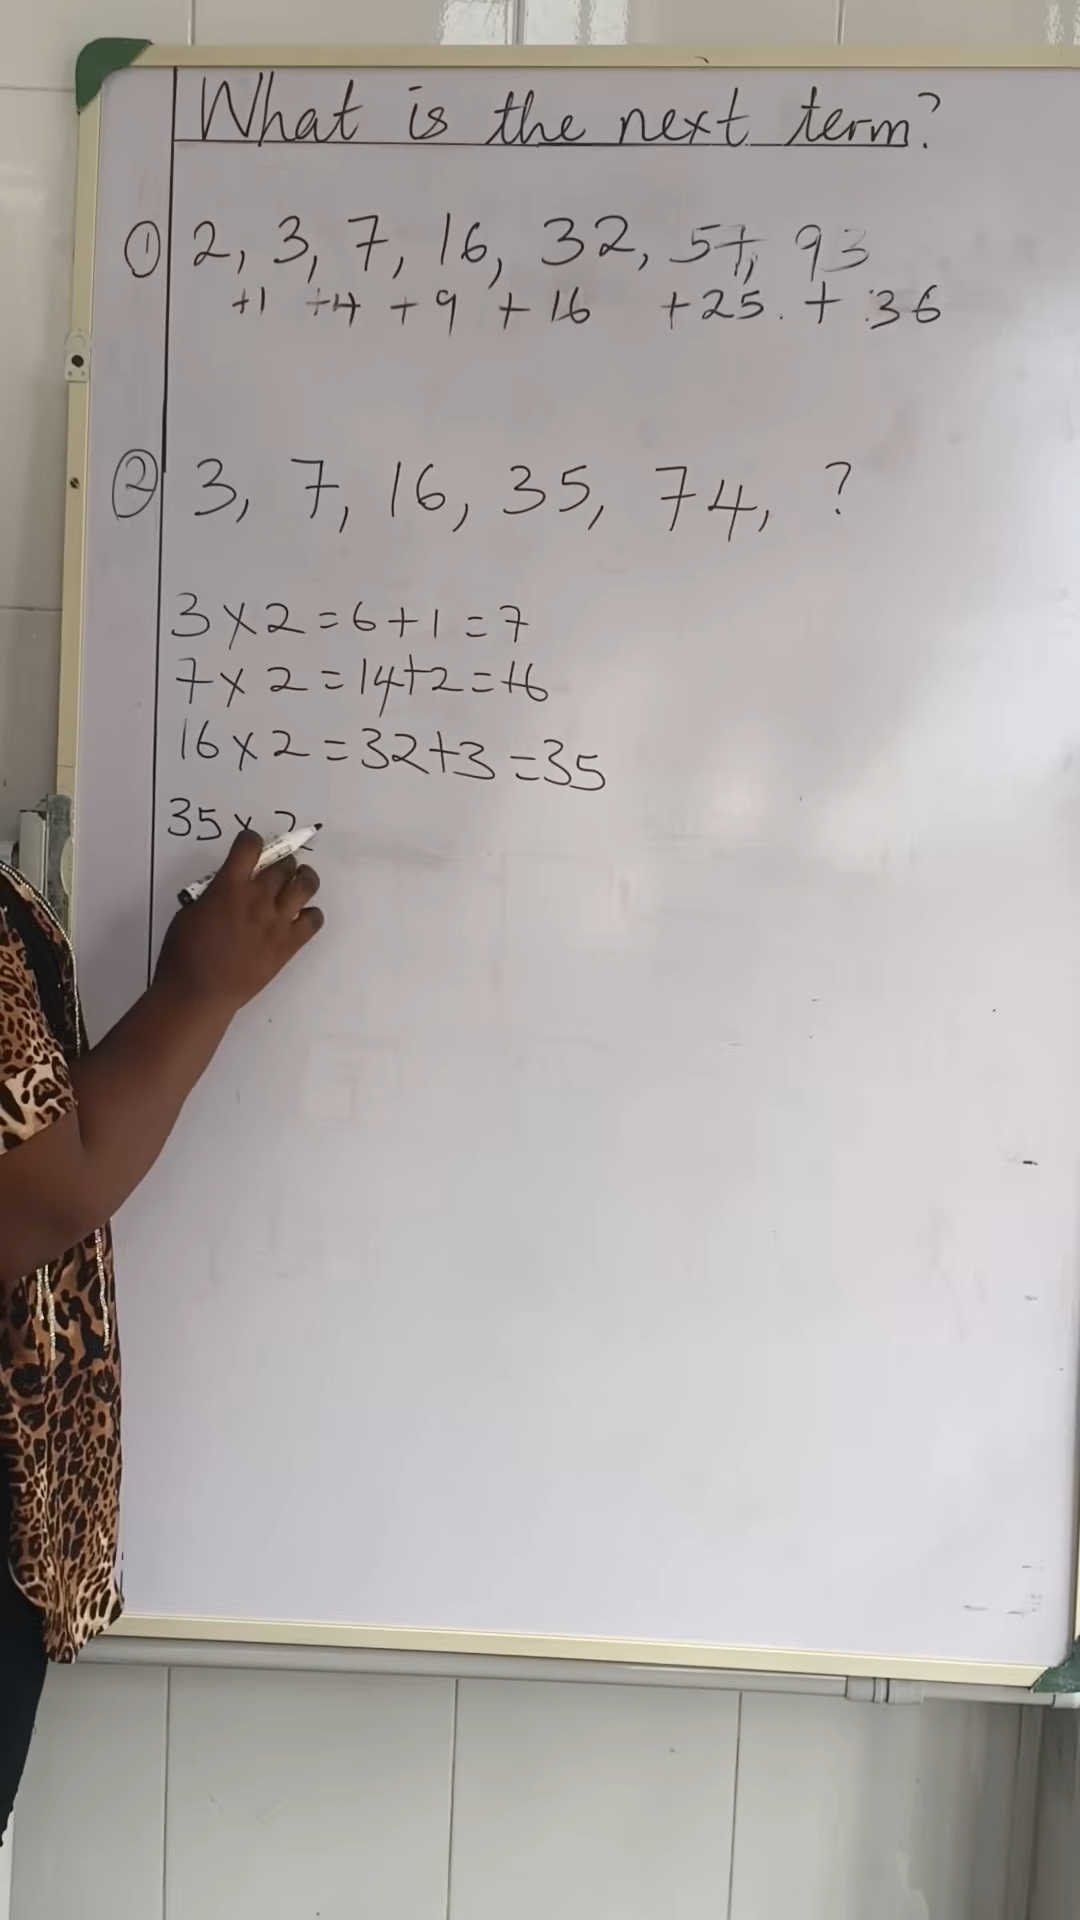 What is the next term?
① 2, 3, 7, 16, 32, 57, 93
+1 +4 +9 +16 +25 + 36
② 3, 7, 16, 35, 74, ?
3 x 2 = 6 + 1 = 7
7 x 2 = 14 + 2 = 16
16 x 2 = 32 + 3 = 35
35 x 2